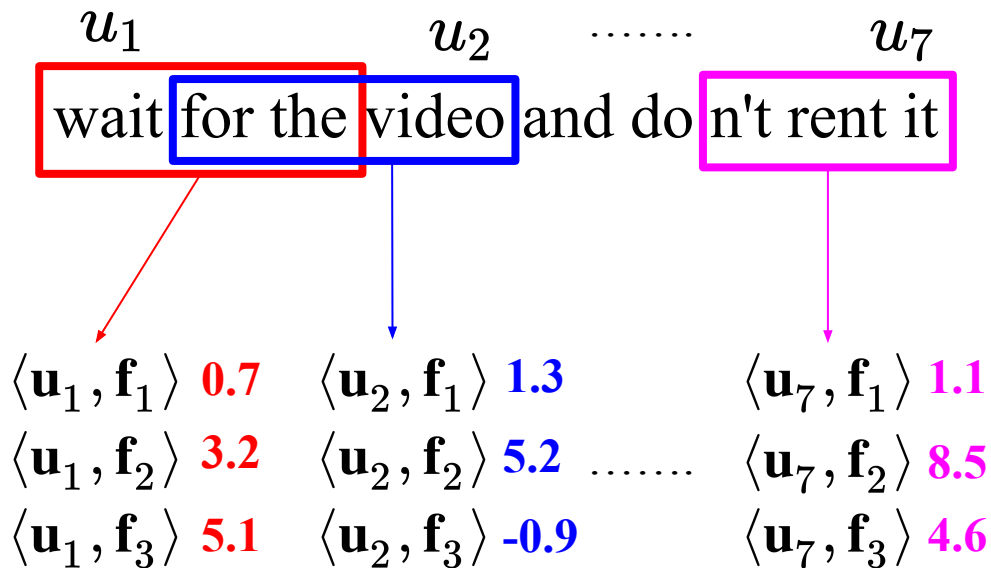 u₁ u₂ ....... u₇
wait for the video and do n't rent it
⟨u₁, f₁⟩ 0.7 ⟨u₂, f₁⟩ 1.3 ⟨u₇, f₁⟩ 1.1
⟨u₁, f₂⟩ 3.2 ⟨u₂, f₂⟩ 5.2 ....... ⟨u₇, f₂⟩ 8.5
⟨u₁, f₃⟩ 5.1 ⟨u₂, f₃⟩ -0.9 ⟨u₇, f₃⟩ 4.6